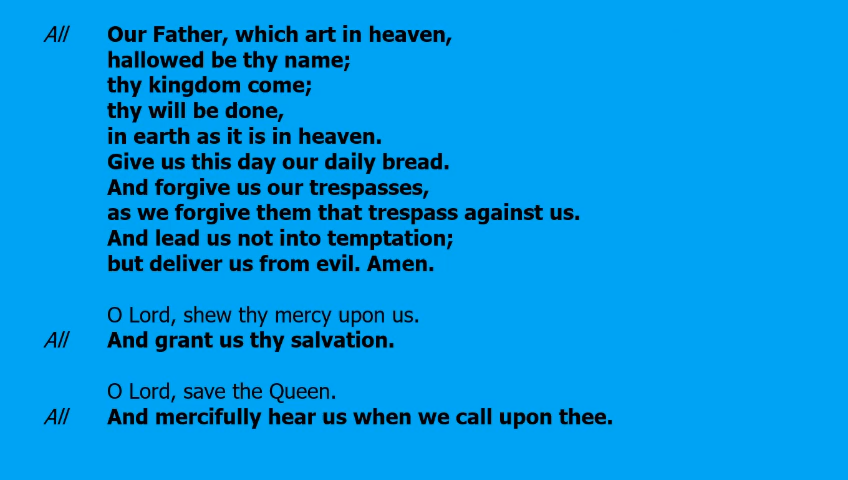 All Our Father, which art in heaven,
hallowed be thy name;
thy kingdom come;
thy will be done,
in earth as it is in heaven.
Give us this day our daily bread.
And forgive us our trespasses,
as we forgive them that trespass against us.
And lead us not into temptation;
but deliver us from evil. Amen.
O Lord, shew thy mercy upon us.
All And grant us thy salvation.
O Lord, save the Queen.
All And mercifully hear us when we call upon thee.